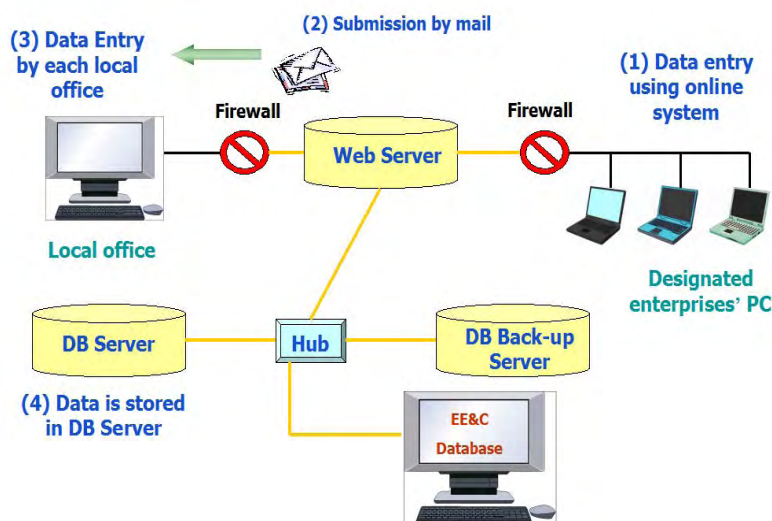 (2) Submission by mail
(3) Data Entry
by each local
office
(1) Data entry
using online
system
Firewall
Firewall
Web Server
Local office
Designated
enterprises' PC
DB Server
Hub
DB Back-up
Server
(4) Data is stored
in DB Server
EE&C
Database